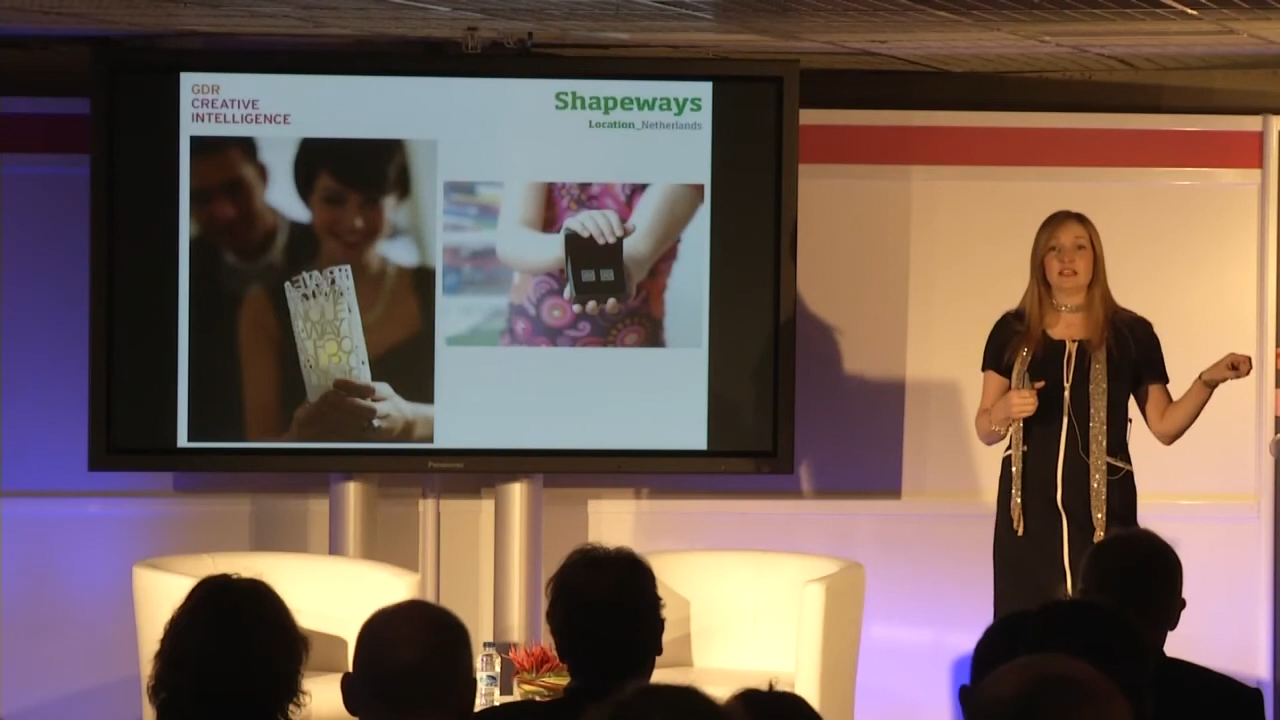 GDR
CREATIVE
INTELLIGENCE
Shapeways
Location_Netherlands
Panasonic